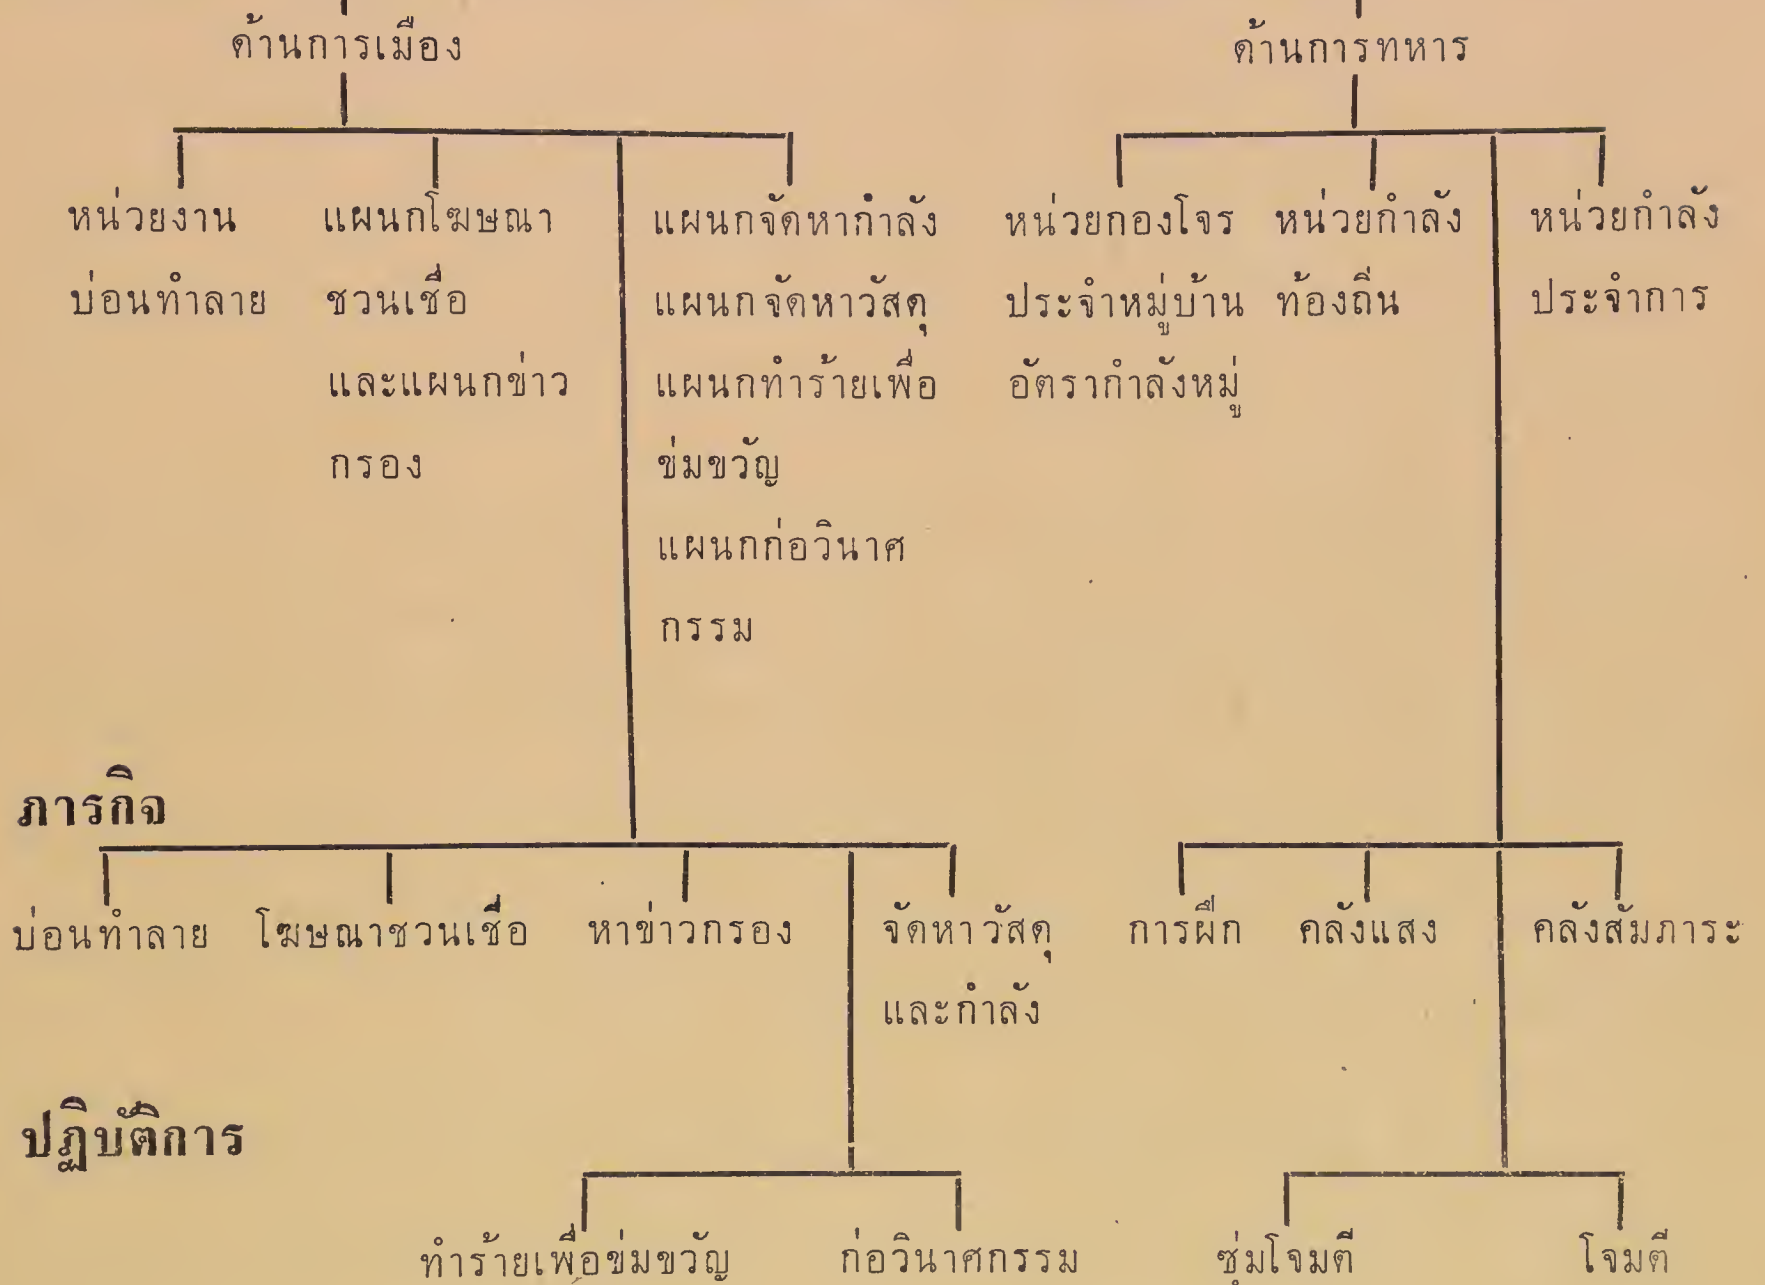 ด้านการเมือง
ด้านการทหาร
หน่วยงาน
บ่อนทำลาย
แผนกโฆษณา
ชวนเชื่อ
และแผนกข่าว
กรอง
แผนกจัดหากำลัง
แผนกจัดหาวัสดุ
แผนกทำร้ายเพื่อ
ข่มขวัญ
แผนกก่อวินาศ
กรรม
หน่วยกองโจร
ประจำหมู่บ้าน
อัตรากำลังหมู่
หน่วยกำลัง
ท้องถิ่น
หน่วยกำลัง
ประจำการ
ภารกิจ
บ่อนทำลาย
โฆษณาชวนเชื่อ
หาข่าวกรอง
จัดหาวัสดุ
และกำลัง
การฝึก
คลังแสง
คลังสัมภาระ
ปฏิบัติการ
ทำร้ายเพื่อข่มขวัญ
ก่อวินาศกรรม
ซุ่มโจมตี
โจมตี